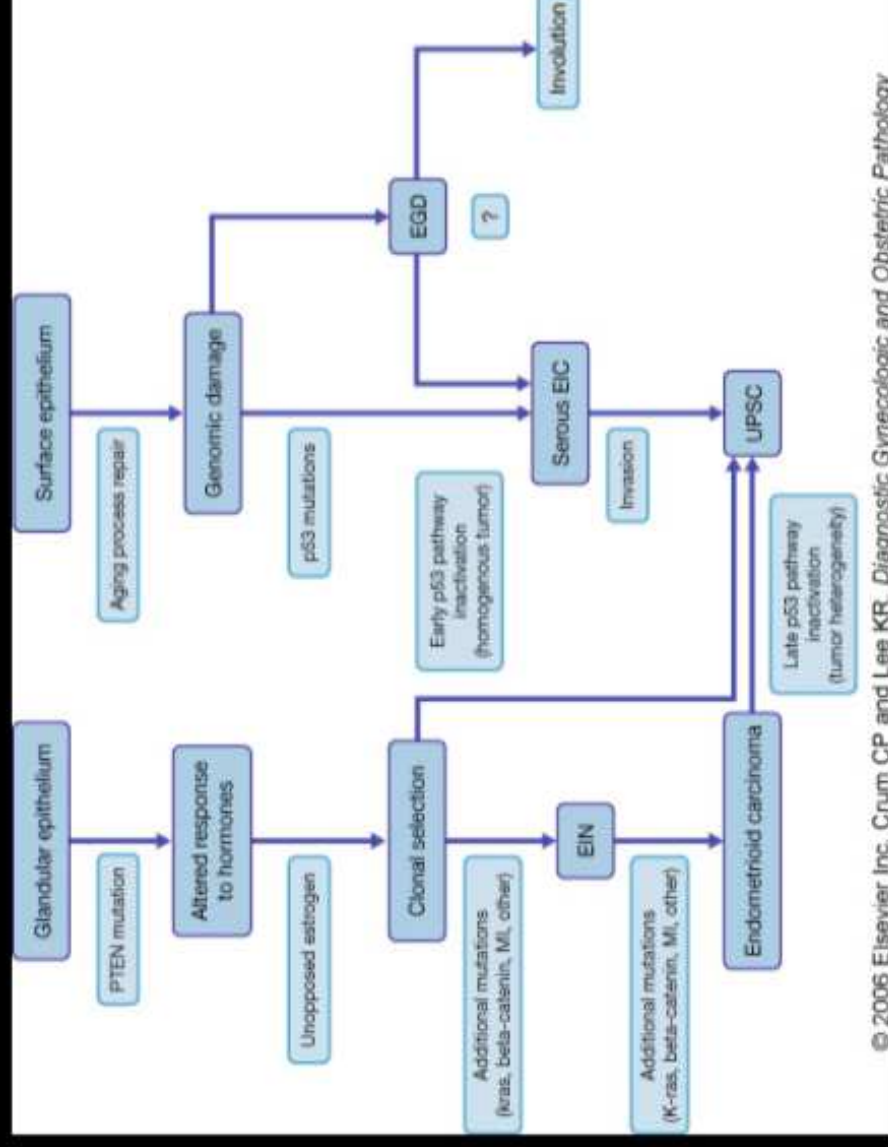 Glandular epithelium
PTEN mutation
Altered response
to hormones
Unopposed estrogen
Clonal selection
Additional mutations
(kras, beta-catenin, MI, other)
EIN
Additional mutations
(K-ras, beta-catenin, MI, other)
Endometrioid carcinoma
Surface epithelium
Aging process repair
Genomic damage
p53 mutations
Early p53 pathway
inactivation
(homogenous tumor)
Serous EIC
Invasion
UPSC
Late p53 pathway
inactivation
(tumor heterogeneity)
EGD
?
Involution
© 2006 Elsevier Inc. Crum CP and Lee KR. Diagnostic Gynecologic and Obstetric Pathology